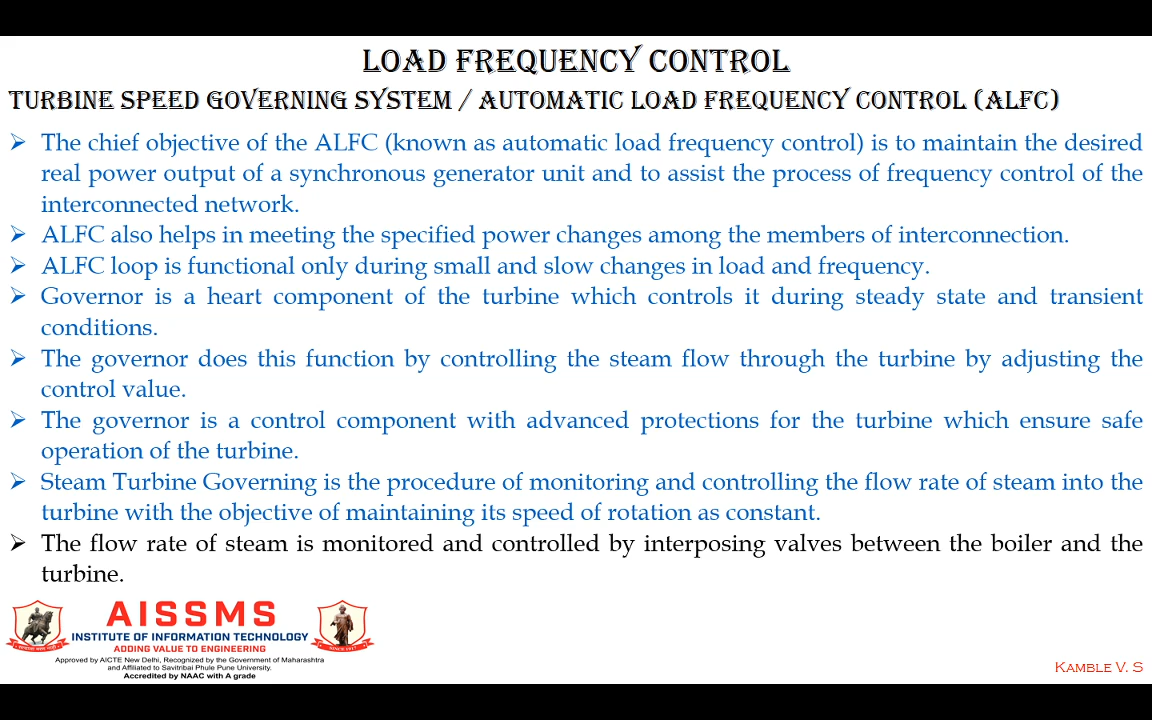 LOAD FREQUENCY CONTROL
TURBINE SPEED GOVERNING SYSTEM / AUTOMATIC LOAD FREQUENCY CONTROL (ALFC)
➢ The chief objective of the ALFC (known as automatic load frequency control) is to maintain the desired
real power output of a synchronous generator unit and to assist the process of frequency control of the
interconnected network.
➢ ALFC also helps in meeting the specified power changes among the members of interconnection.
➢ ALFC loop is functional only during small and slow changes in load and frequency.
➢ Governor is a heart component of the turbine which controls it during steady state and transient
conditions.
➢ The governor does this function by controlling the steam flow through the turbine by adjusting the
control value.
➢ The governor is a control component with advanced protections for the turbine which ensure safe
operation of the turbine.
➢ Steam Turbine Governing is the procedure of monitoring and controlling the flow rate of steam into the
turbine with the objective of maintaining its speed of rotation as constant.
➢ The flow rate of steam is monitored and controlled by interposing valves between the boiler and the
turbine.
AISSMS
INSTITUTE OF INFORMATION TECHNOLOGY
ADDING VALUE TO ENGINEERING
Approved by AICTE New Delhi, Recognized by the Government of Maharashtra
and Affiliated to Savitribai Phule Pune University.
Accredited by NAAC with A grade
SINCE 1917
KAMBLE V. S